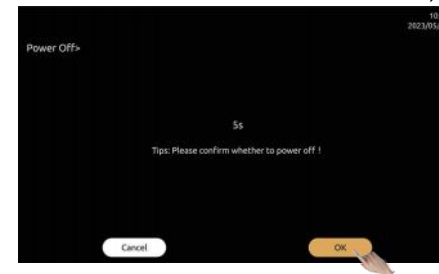 10
2023/05/
Power Off>
5s
Tips: Please confirm whether to power off !
Cancel
OK